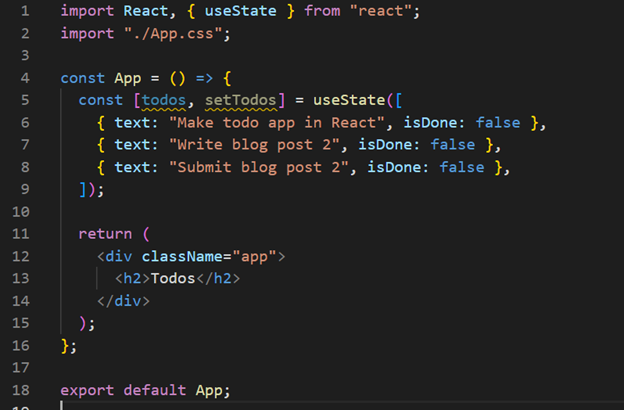 1 import React, { useState } from "react";
2 import "./App.css";
3
4 const App = () => {
5   const [todos, setTodos] = useState([
6     { text: "Make todo app in React", isDone: false },
7     { text: "Write blog post 2", isDone: false },
8     { text: "Submit blog post 2", isDone: false },
9   ]);
10
11   return (
12     <div className="app">
13       <h2>Todos</h2>
14     </div>
15   );
16 };
17
18 export default App;
19